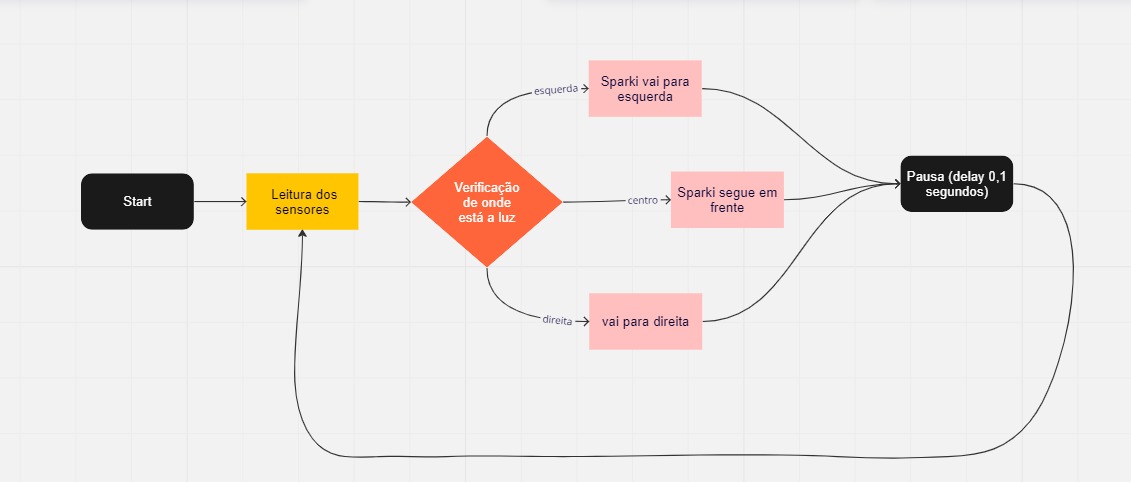 Start
Leitura dos
sensores
Verificação
de onde
está a luz
esquerda
Sparki vai para
esquerda
centro
Sparki segue em
frente
direita
vai para direita
Pausa (delay 0,1
segundos)